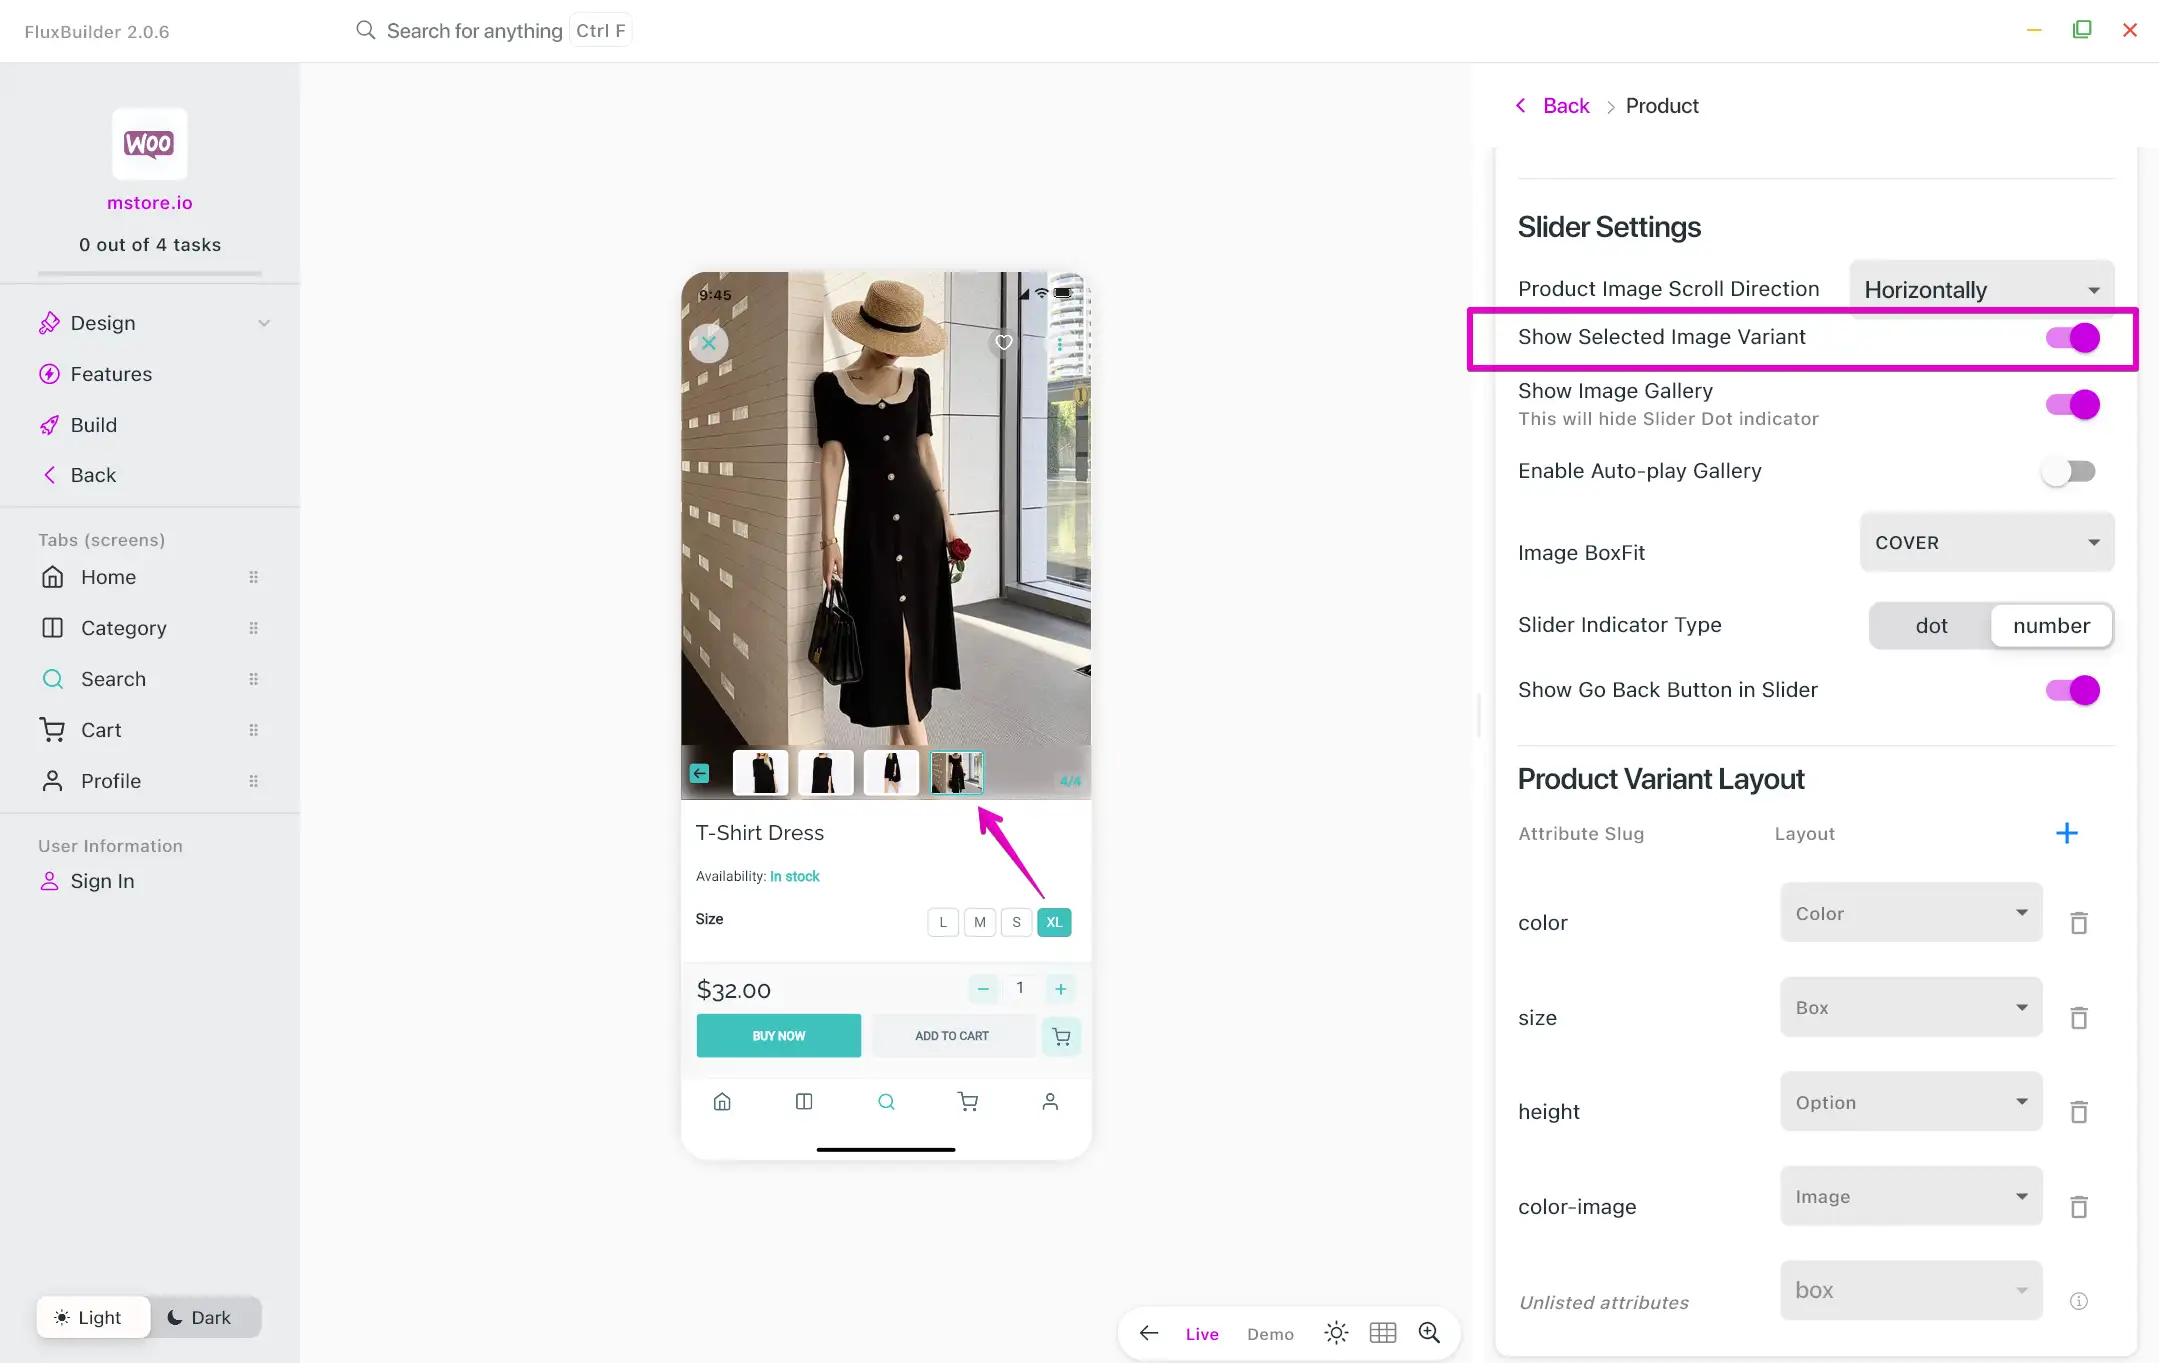 FluxBuilder 2.0.6
Search for anything Ctrl F
WOO
mstore.io
0 out of 4 tasks
Design
Features
Build
Back
Tabs (screens)
Home
Category
Search
Cart
Profile
User Information
Sign In
Light
Dark
9:45
4/4
T-Shirt Dress
Availability: In stock
Size
L
M
S
XL
$32.00
1
BUY NOW
ADD TO CART
Live
Demo
Back
Product
Slider Settings
Product Image Scroll Direction
Horizontally
Show Selected Image Variant
Show Image Gallery
This will hide Slider Dot indicator
Enable Auto-play Gallery
Image BoxFit
COVER
Slider Indicator Type
dot
number
Show Go Back Button in Slider
Product Variant Layout
Attribute Slug
Layout
color
Color
size
Box
height
Option
color-image
Image
Unlisted attributes
box